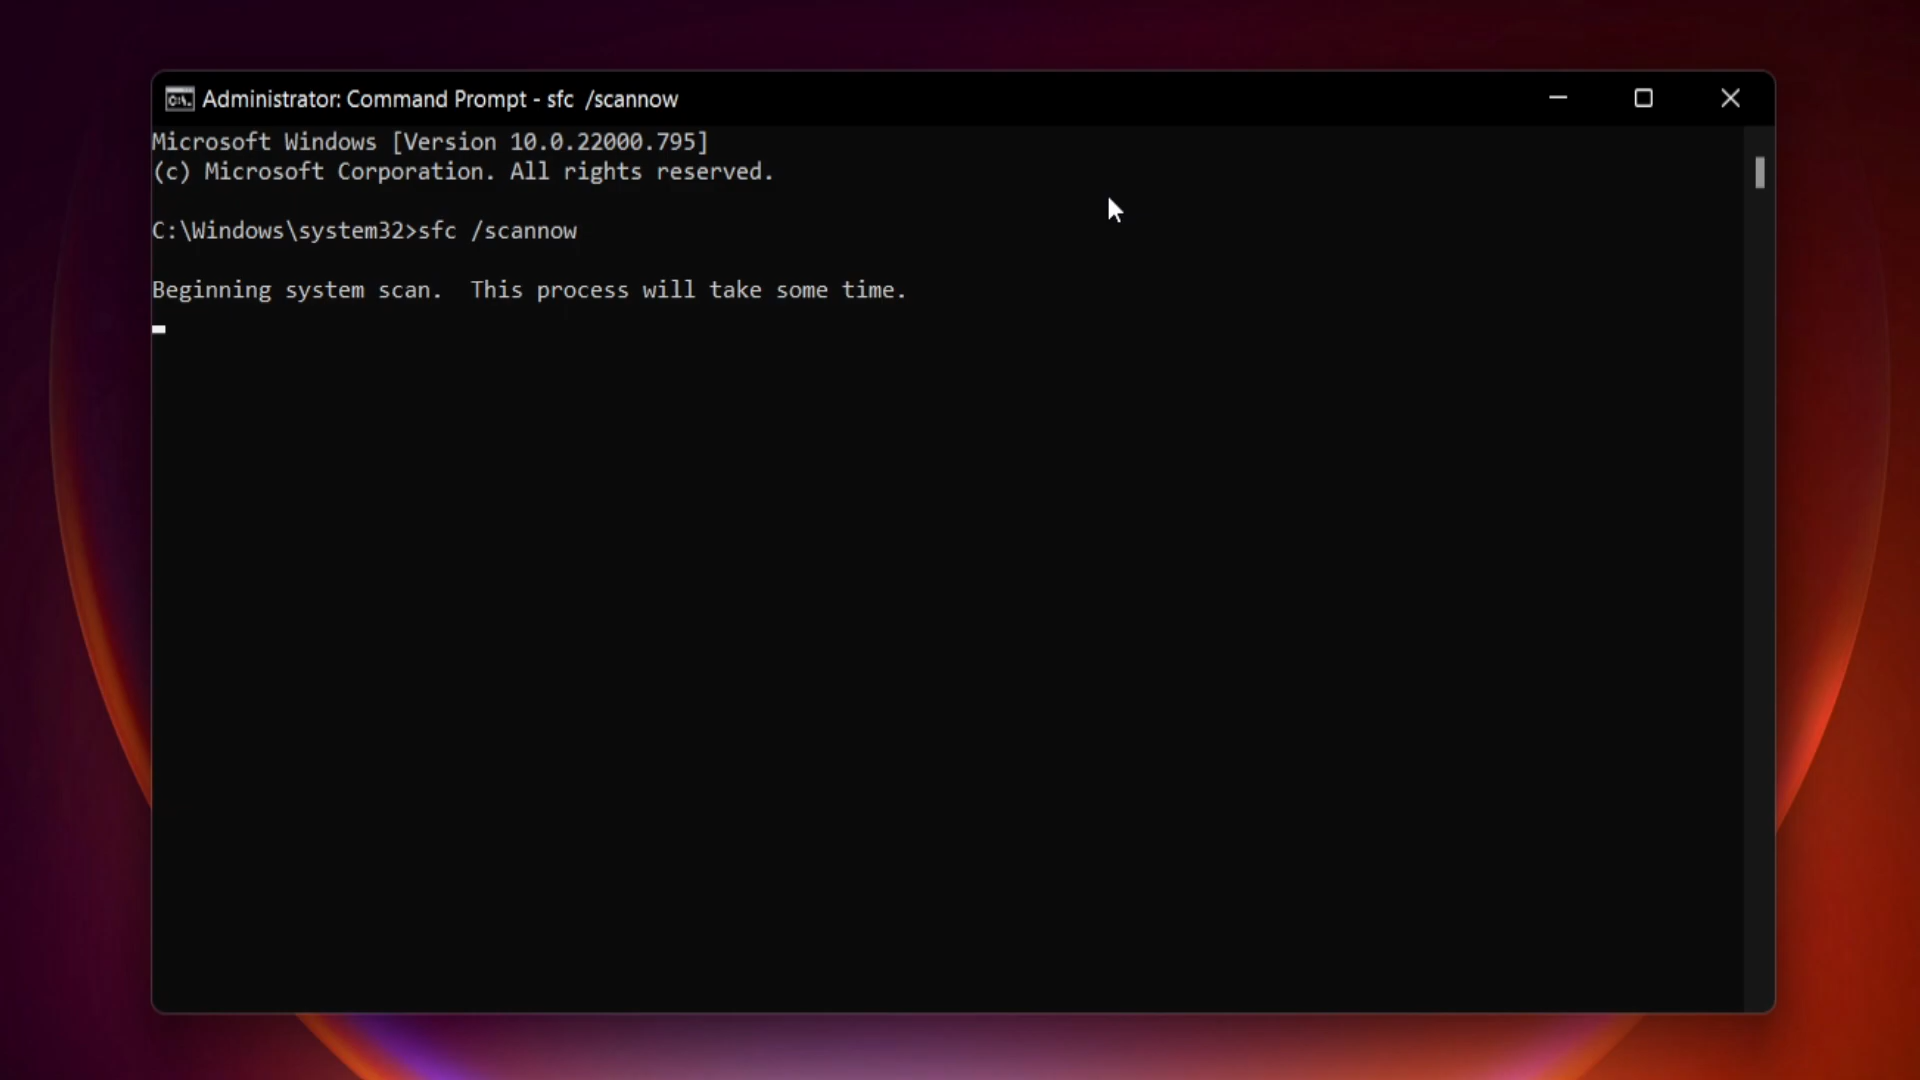 Administrator: Command Prompt - sfc  /scannow
Microsoft Windows [Version 10.0.22000.795]
(c) Microsoft Corporation. All rights reserved.
C:\Windows\system32>sfc /scannow
Beginning system scan.  This process will take some time.